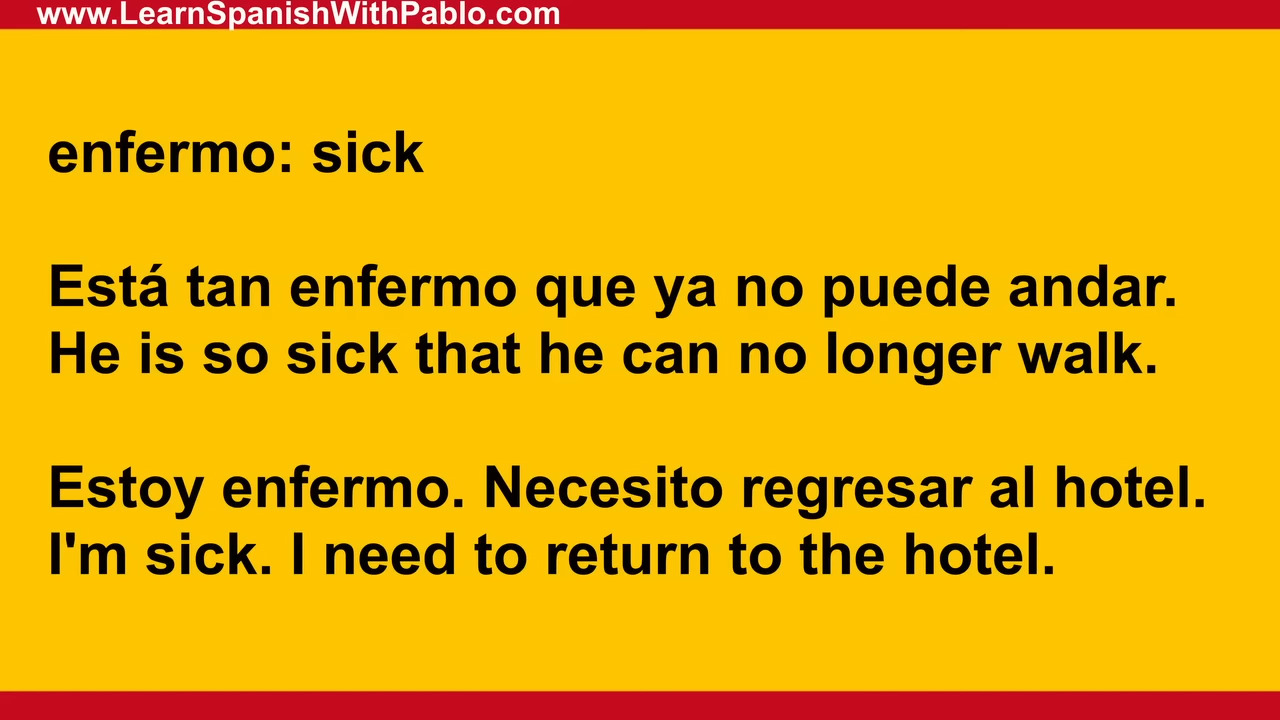 www.LearnSpanishWithPablo.com
enfermo: sick
Está tan enfermo que ya no puede andar.
He is so sick that he can no longer walk.
Estoy enfermo. Necesito regresar al hotel.
I'm sick. I need to return to the hotel.